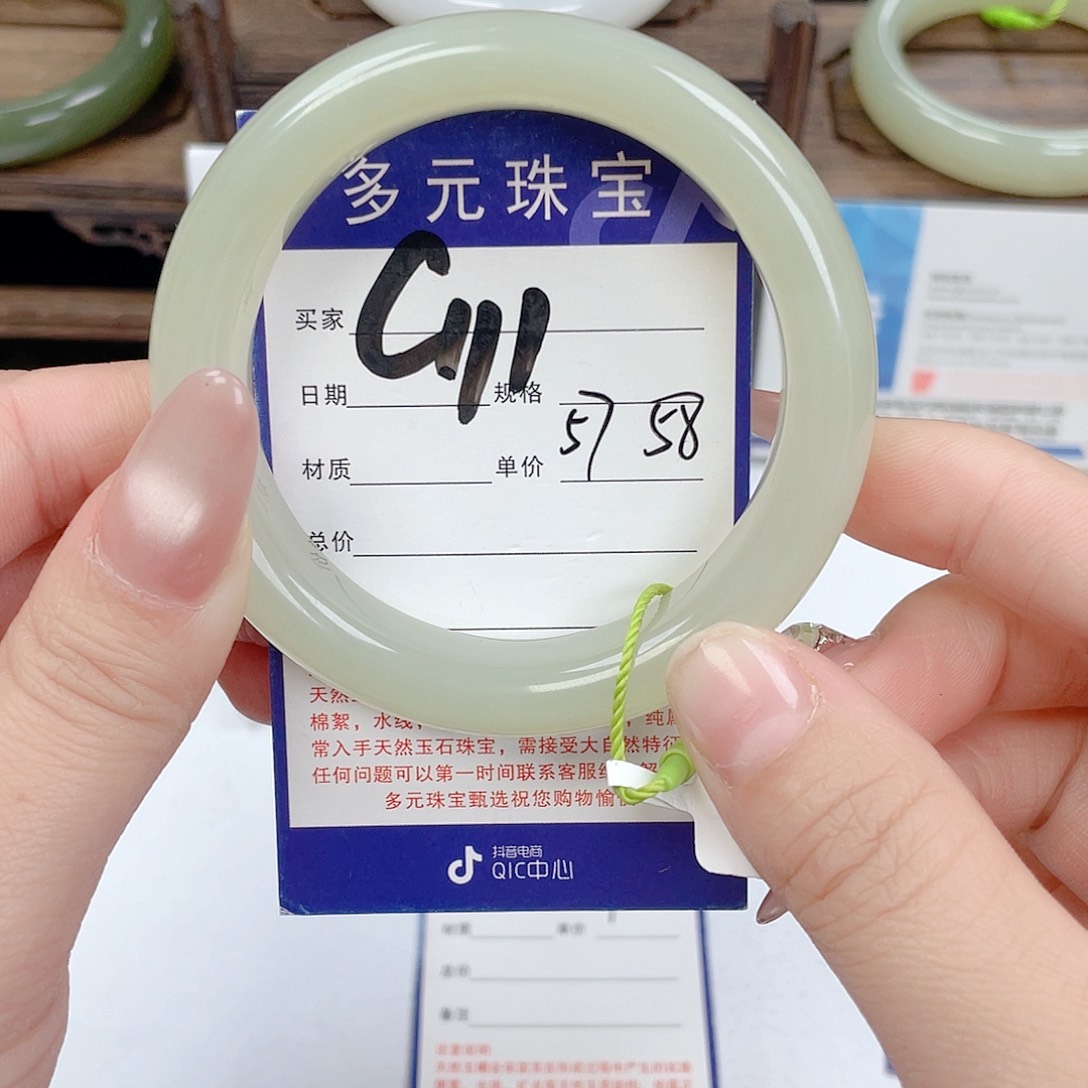 多元珠宝
买家 G11
日期 规格
57 58
材质 单价
总价
天然
棉絮，水线， ，纯
常入手天然玉石珠宝，需接受大自然特征
任何问题可以第一时间联系客服
多元珠宝甄选祝您购物愉
抖音电商
QIC中心